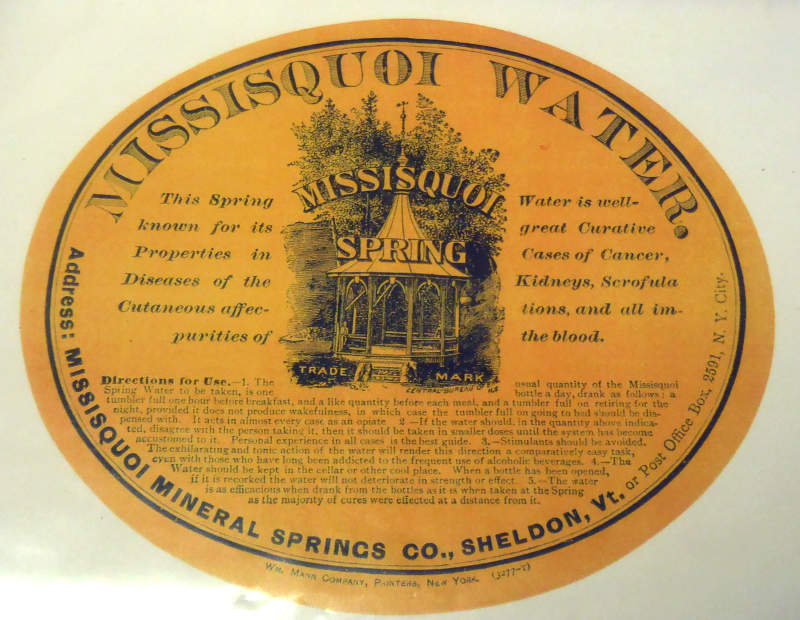 MISSISQUOI WATER.
MISSISQUOI
SPRING
This Spring Water is well-
known for its great Curative
Properties in Cases of Cancer,
Diseases of the Kidneys, Scrofula
Cutaneous affec- tions, and all im-
purities of the blood.
TRADE MARK
CENTRAL BUREAU OF
Directions for Use.—1. The usual quantity of the Missisquoi
Spring Water to be taken, is one bottle a day, drank as follows; a
tumbler full one hour before breakfast, and a like quantity before each meal, and a tumbler full on retiring for the
night, provided it does not produce wakefulness, in which case the tumbler full on going to bed should be dis-
pensed with. It acts in almost every case as an opiate 2—If the water should, in the quantity above indica-
ted, disagree with the person taking it, then it should be taken in smaller doses until the system has become
accustomed to it. Personal experience in all cases is the best guide. 3.—Stimulants should be avoided.
The exhilarating and tonic action of the water will render this direction a comparatively easy task,
even with those who have long been addicted to the frequent use of alcoholic beverages. 4.—The
Water should be kept in the cellar or other cool place. When a bottle has been opened,
if it is recorked the water will not deteriorate in strength or effect. 5.—The water
is as efficacious when drank from the bottles as it is when taken at the Spring
as the majority of cures were effected at a distance from it.
Address: MISSISQUOI MINERAL SPRINGS CO., SHELDON, Vt. or Post Office Box, 2591, N. Y. City.
WM. MANN COMPANY, PRINTERS, NEW YORK. (3277-T)